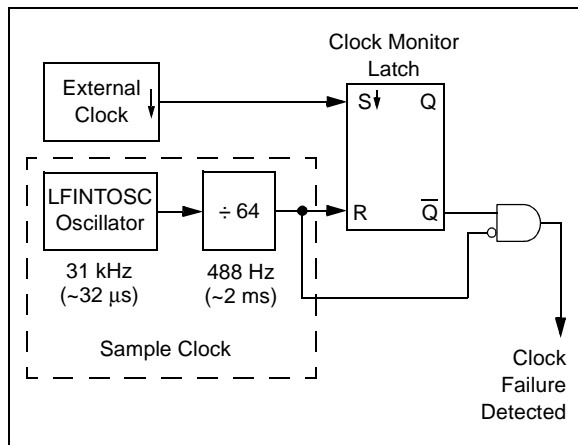 Clock Monitor
Latch
External
Clock
S
Q
LFINTOSC
Oscillator
÷ 64
R
Q̅
31 kHz
(~32 μs)
488 Hz
(~2 ms)
Sample Clock
Clock
Failure
Detected